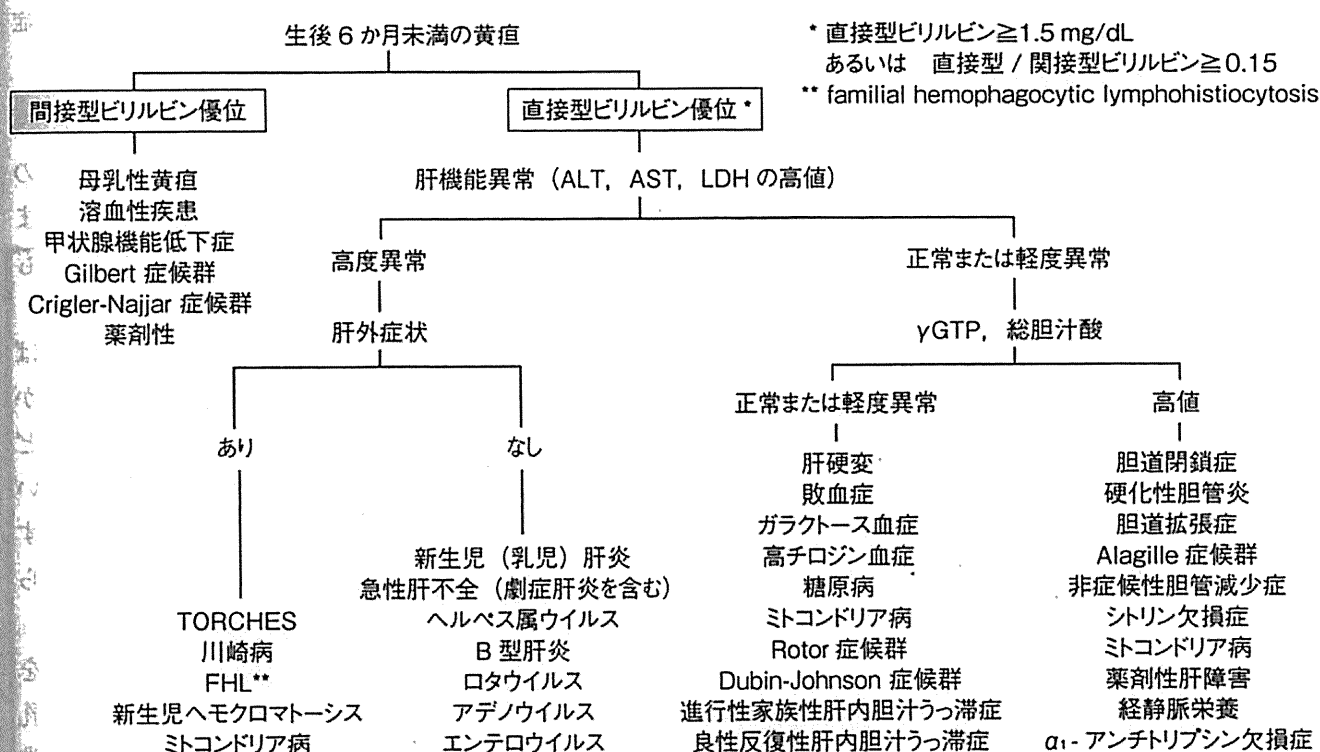 生後 6 か月未満の黄疸
* 直接型ビリルビン≧1.5 mg/dL
あるいは 直接型 / 関接型ビリルビン≧0.15
** familial hemophagocytic lymphohistiocytosis
間接型ビリルビン優位
直接型ビリルビン優位 *
母乳性黄疸
溶血性疾患
甲状腺機能低下症
Gilbert 症候群
Crigler-Najjar 症候群
薬剤性
肝機能異常（ALT，AST，LDH の高値）
高度異常
正常または軽度異常
肝外症状
γGTP，総胆汁酸
あり
なし
正常または軽度異常
高値
TORCHES
川崎病
FHL**
新生児ヘモクロマトーシス
ミトコンドリア病
新生児（乳児）肝炎
急性肝不全（劇症肝炎を含む）
ヘルペス属ウイルス
B 型肝炎
ロタウイルス
アデノウイルス
エンテロウイルス
肝硬変
敗血症
ガラクトース血症
高チロジン血症
糖原病
ミトコンドリア病
Rotor 症候群
Dubin-Johnson 症候群
進行性家族性肝内胆汁うっ滞症
良性反復性肝内胆汁うっ滞症
胆道閉鎖症
硬化性胆管炎
胆道拡張症
Alagille 症候群
非症候性胆管減少症
シトリン欠損症
ミトコンドリア病
薬剤性肝障害
経静脈栄養
α₁- アンチトリプシン欠損症